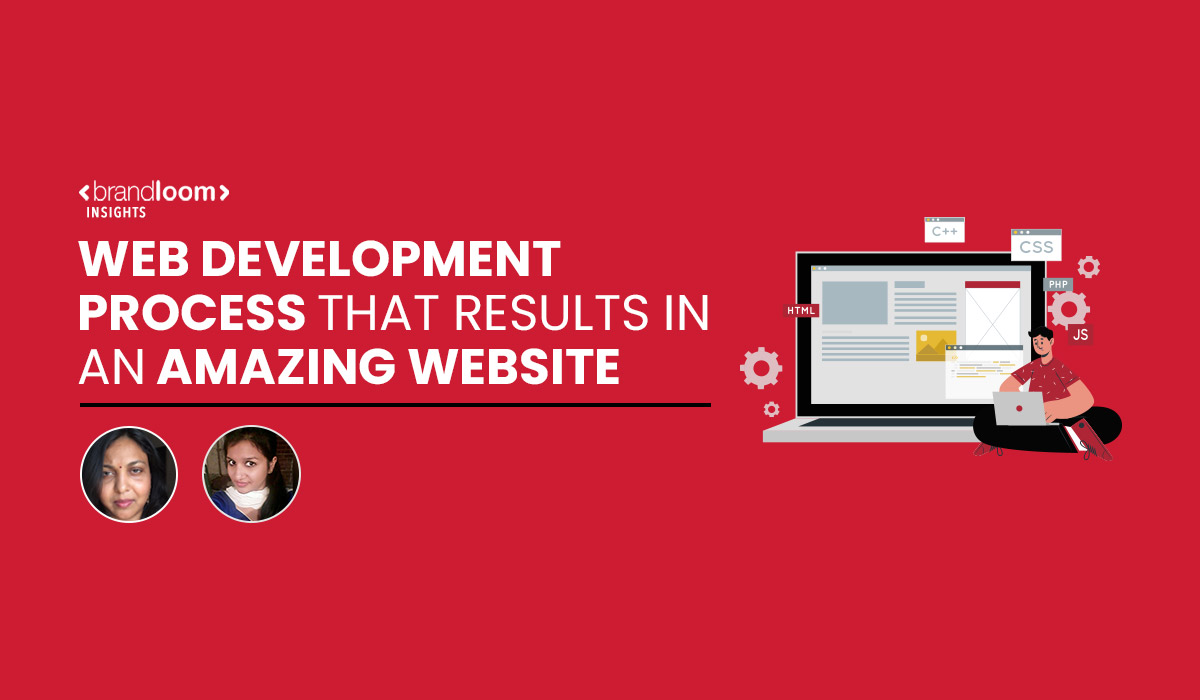 <brandloom>
INSIGHTS
WEB DEVELOPMENT
PROCESS THAT RESULTS IN
AN AMAZING WEBSITE
C++
CSS
PHP
HTML
JS